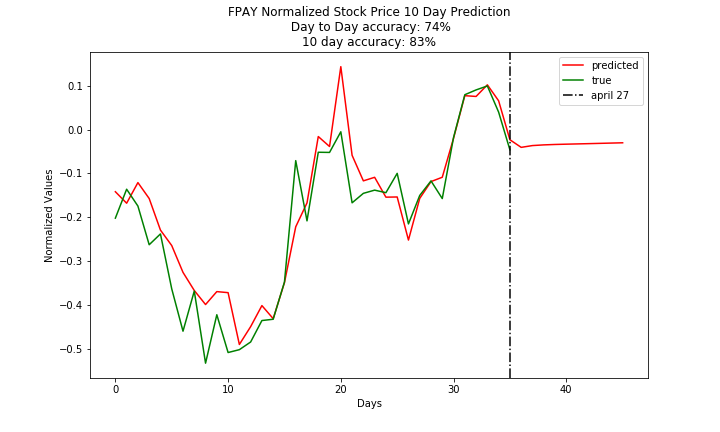 FPAY Normalized Stock Price 10 Day Prediction
Day to Day accuracy: 74%
10 day accuracy: 83%
predicted
true
april 27
0.1
0.0
−0.1
−0.2
−0.3
−0.4
−0.5
Normalized Values
0 10 20 30 40
Days